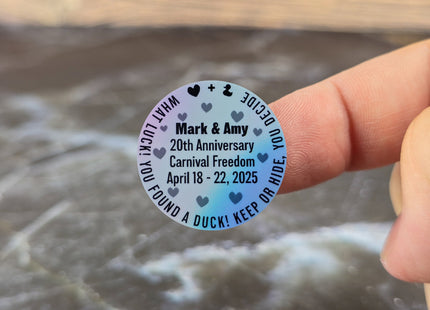 WHAT LUCK! YOU FOUND A DUCK! KEEP OR HIDE, YOU DECIDE
+
Mark & Amy
20th Anniversary
Carnival Freedom
April 18 - 22, 2025